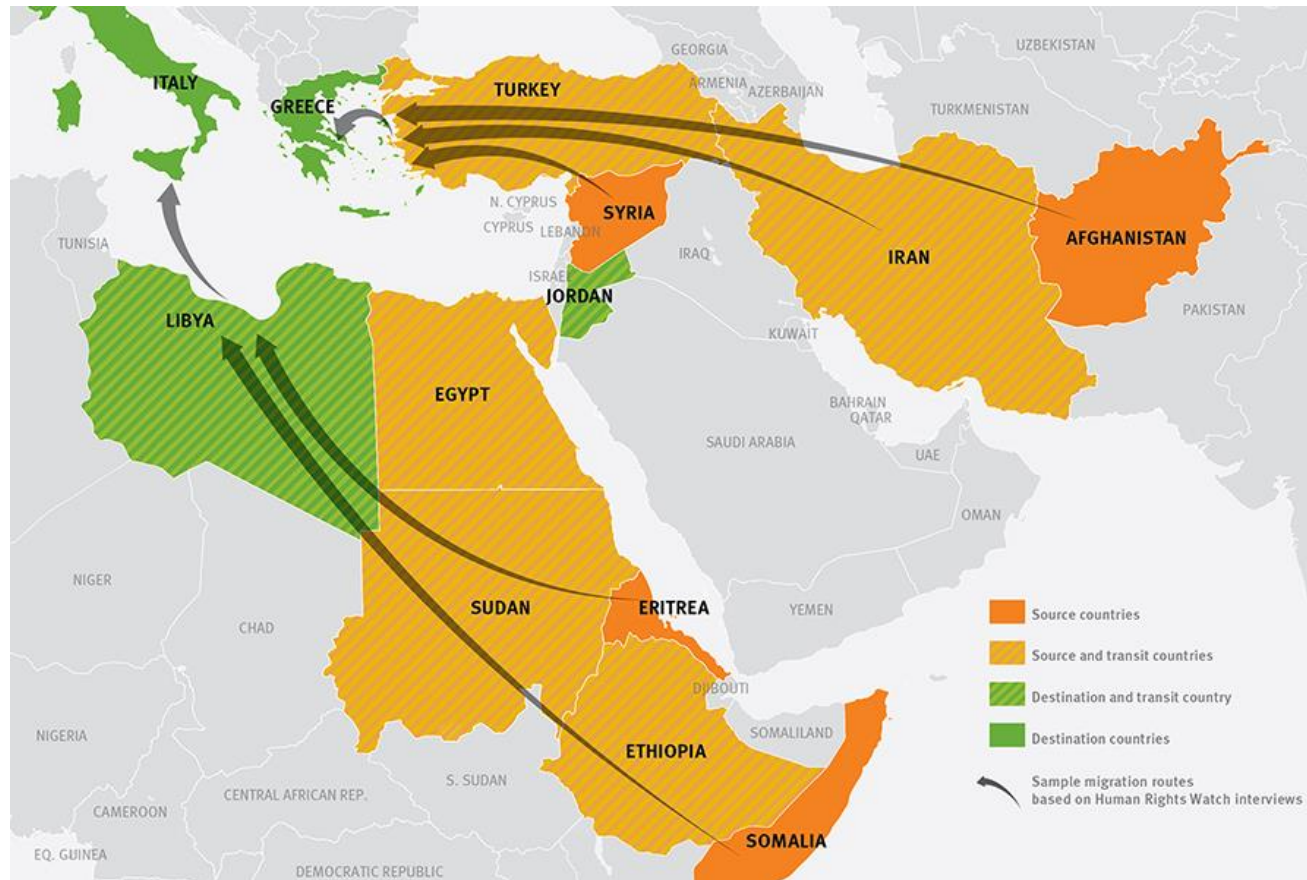 GEORGIA
UZBEKISTAN
ITALY
TURKEY
ARMENIA
AZERBAIJAN
GREECE
TURKMENISTAN
N. CYPRUS
SYRIA
CYPRUS
LEBANON
AFGHANISTAN
TUNISIA
IRAQ
IRAN
ISRAEL
JORDAN
PAKISTAN
LIBYA
KUWAIT
EGYPT
BAHRAIN
QATAR
SAUDI ARABIA
UAE
OMAN
NIGER
SUDAN
ERITREA
YEMEN
CHAD
DJIBOUTI
NIGERIA
SOMALILAND
ETHIOPIA
S. SUDAN
CENTRAL AFRICAN REP.
CAMEROON
SOMALIA
EQ. GUINEA
DEMOCRATIC REPUBLIC
Source countries
Source and transit countries
Destination and transit country
Destination countries
Sample migration routes
based on Human Rights Watch interviews